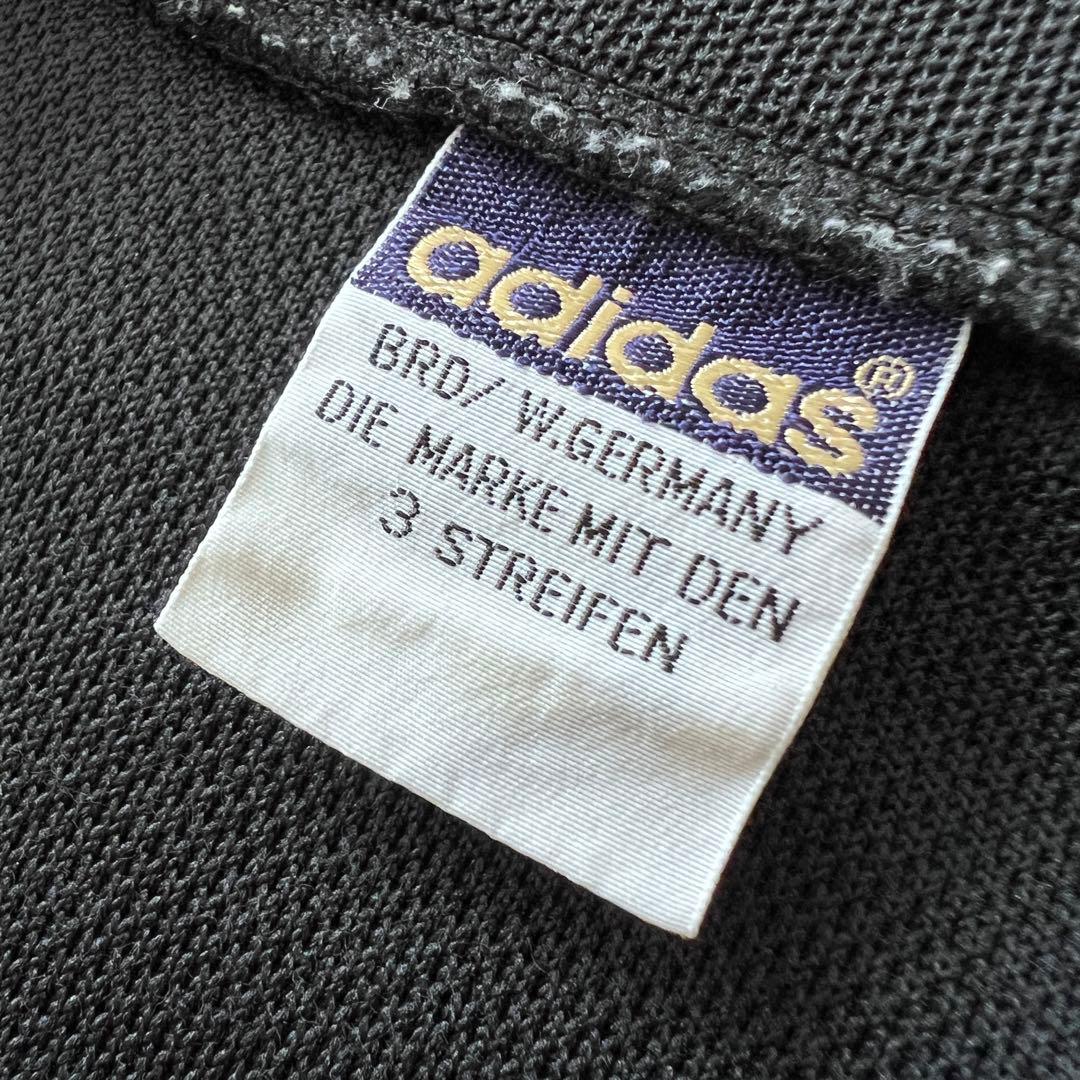 adidas®
BRD/ W.GERMANY
DIE MARKE MIT DEN
3 STREIFEN